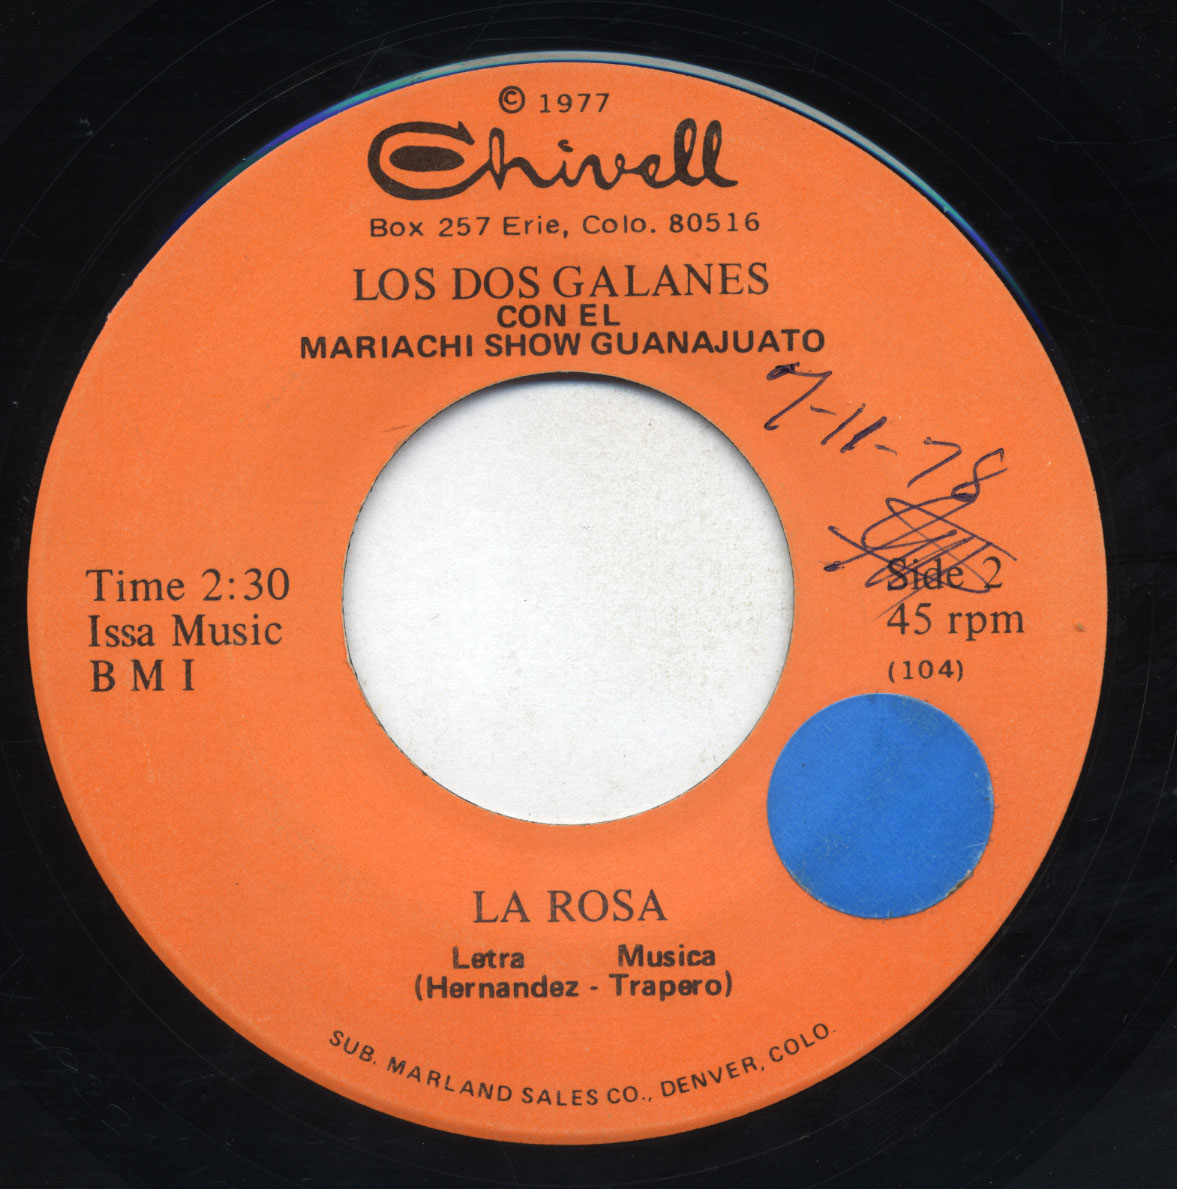 © 1977
Chivell
Box 257 Erie, Colo. 80516
LOS DOS GALANES
CON EL
MARIACHI SHOW GUANAJUATO
7-11-78
Time 2:30
Issa Music
B M I
Side 2
45 rpm
(104)
LA ROSA
Letra Musica
(Hernandez - Trapero)
SUB. MARLAND SALES CO., DENVER, COLO.